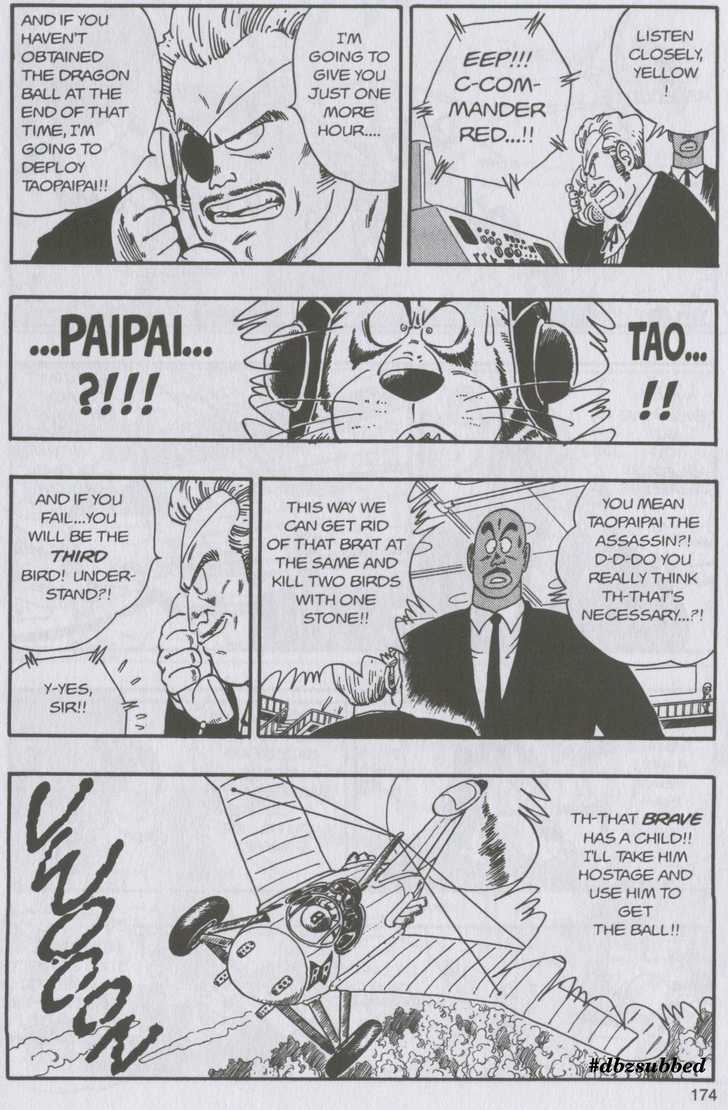 LISTEN
CLOSELY,
YELLOW
!
EEP!!!
C-COM-
MANDER
RED...!!
I'M
GOING TO
GIVE YOU
JUST ONE
MORE
HOUR....
AND IF YOU
HAVEN'T
OBTAINED
THE DRAGON
BALL AT THE
END OF THAT
TIME, I'M
GOING TO
DEPLOY
TAOPAIPAI!!
TAO...
!!
...PAIPAI...
?!!!
YOU MEAN
TAOPAIPAI THE
ASSASSIN?!
D-D-DO YOU
REALLY THINK
TH-THAT'S
NECESSARY...?!
THIS WAY WE
CAN GET RID
OF THAT BRAT AT
THE SAME AND
KILL TWO BIRDS
WITH ONE
STONE!!
AND IF YOU
FAIL...YOU
WILL BE THE
THIRD
BIRD! UNDER-
STAND?!
Y-YES,
SIR!!
TH-THAT BRAVE
HAS A CHILD!!
I'LL TAKE HIM
HOSTAGE AND
USE HIM TO
GET
THE BALL!!
VWOOON
#dbzsubbed
174